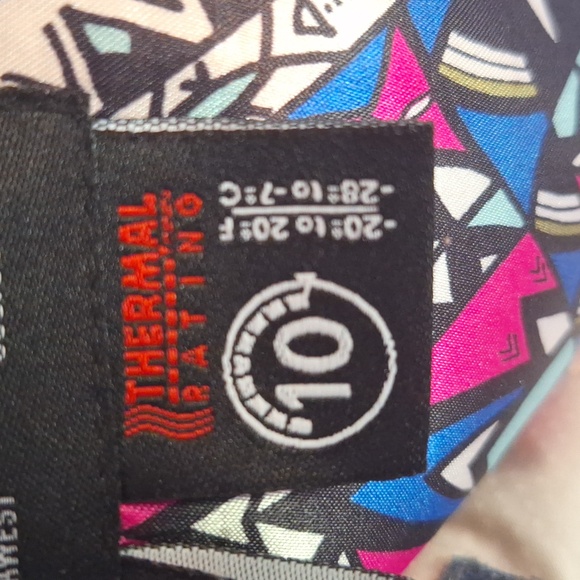 THERMAL
RATING
10
-20° to 20°F
-28° to -7°C